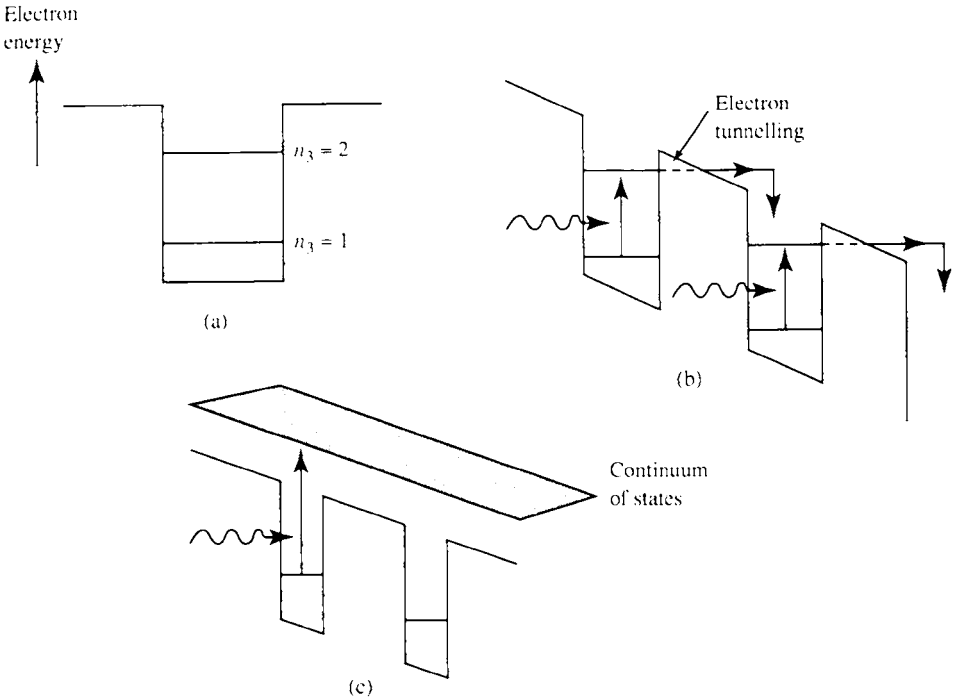 Electron
energy
n₃ = 2
n₃ = 1
(a)
Electron
tunnelling
(b)
Continuum
of states
(c)